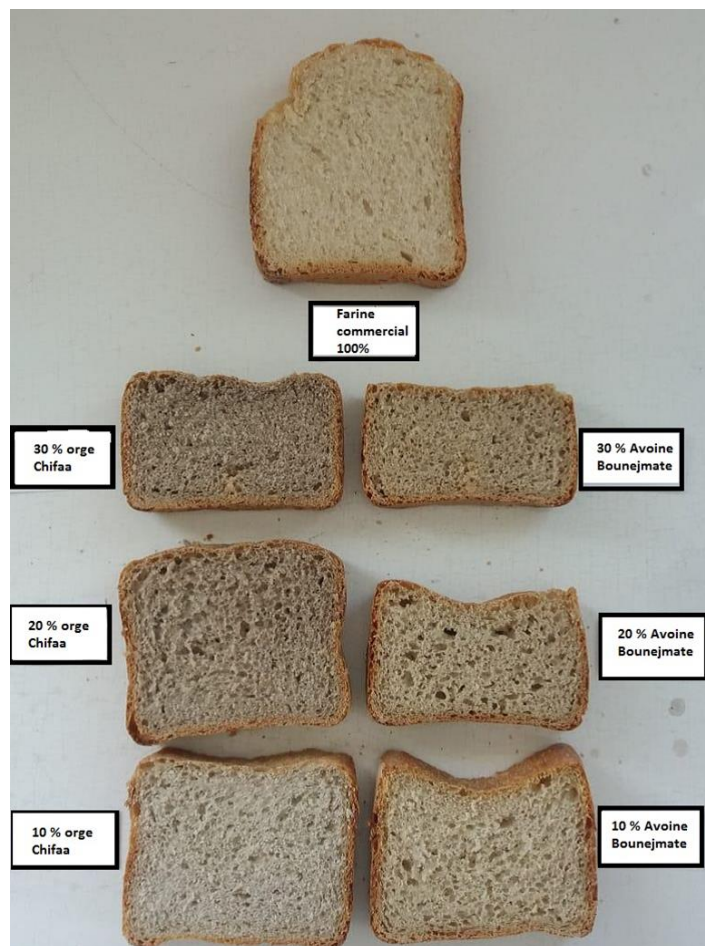 Farine
commercial
100%
30 % orge
Chifaa
30 % Avoine
Bounejmate
20 % orge
Chifaa
20 % Avoine
Bounejmate
10 % orge
Chifaa
10 % Avoine
Bounejmate